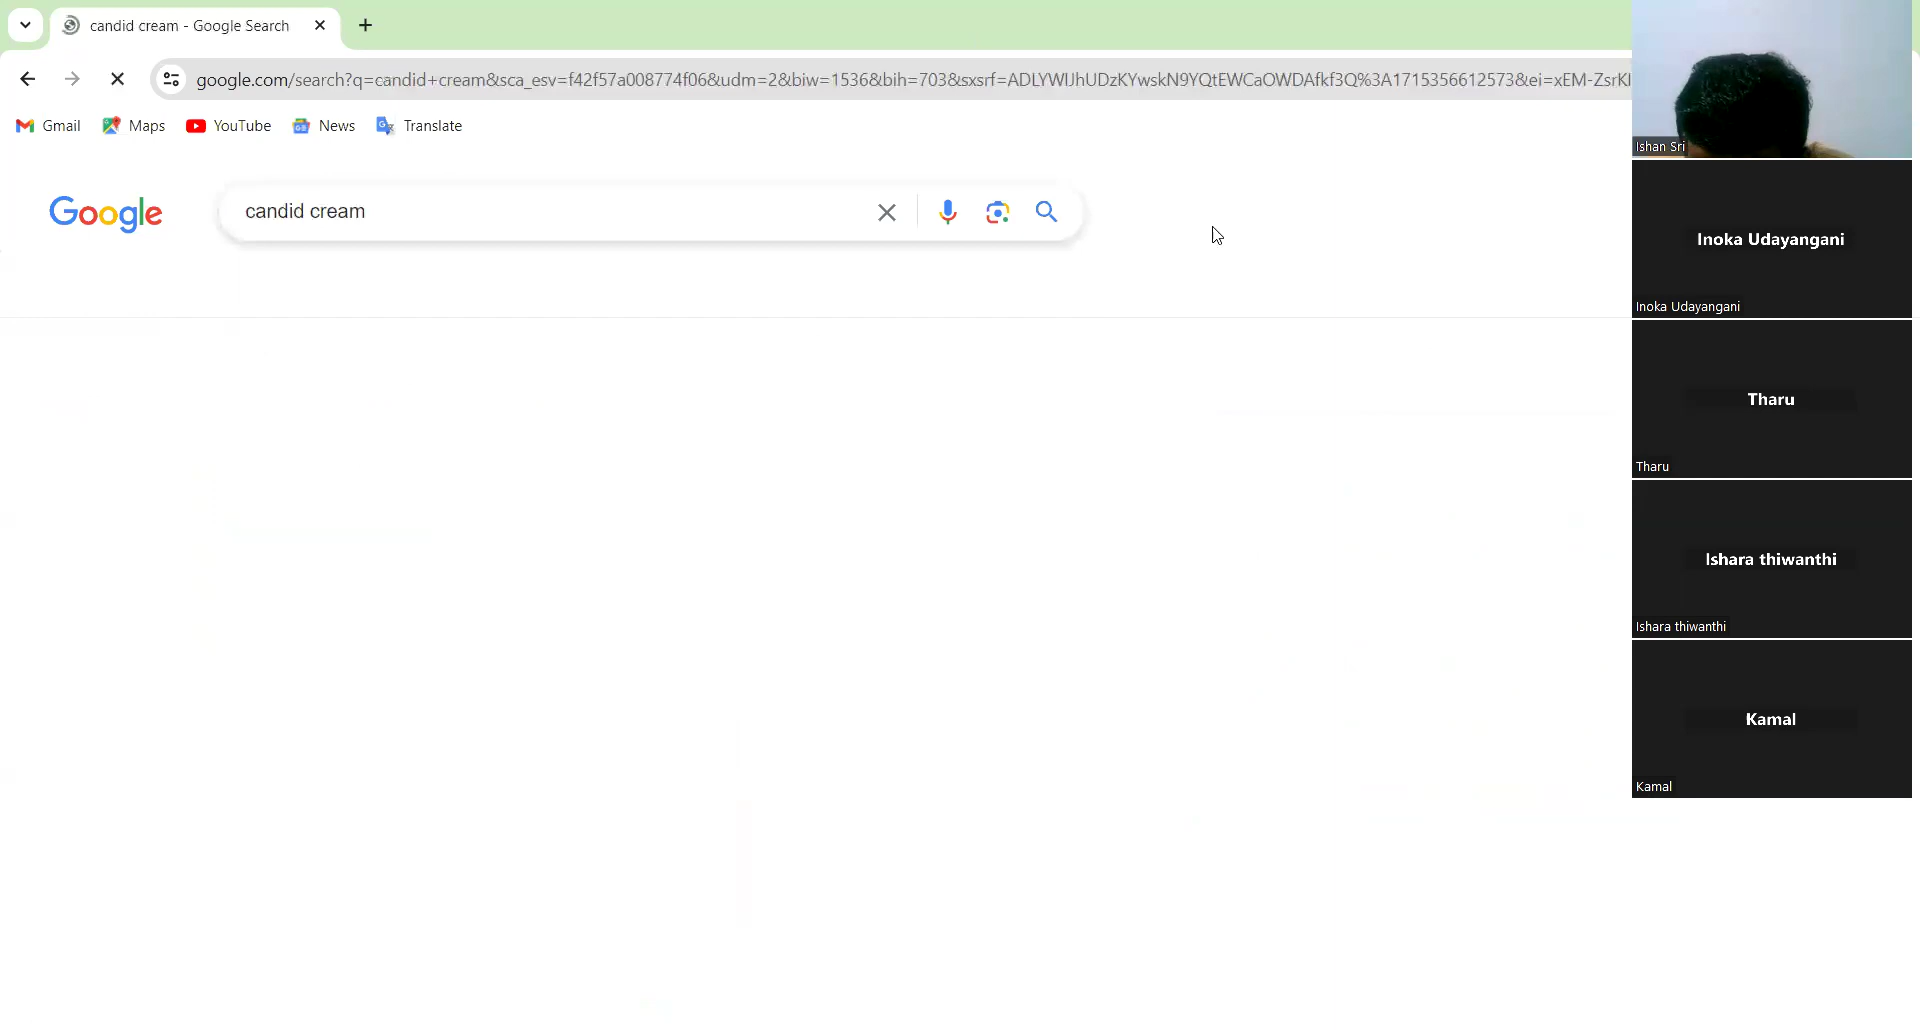 candid cream - Google Search
google.com/search?q=candid+cream&sca_esv=f42f57a008774f06&udm=2&biw=1536&bih=703&sxsrf=ADLYWIJhUDzKYwskN9YQtEWCaOWDAfkf3Q%3A1715356612573&ei=xEM-ZsrKI
Gmail Maps YouTube News Translate
Google candid cream
Ishan Sri
Inoka Udayangani
Inoka Udayangani
Tharu
Tharu
Ishara thiwanthi
Ishara thiwanthi
Kamal
Kamal